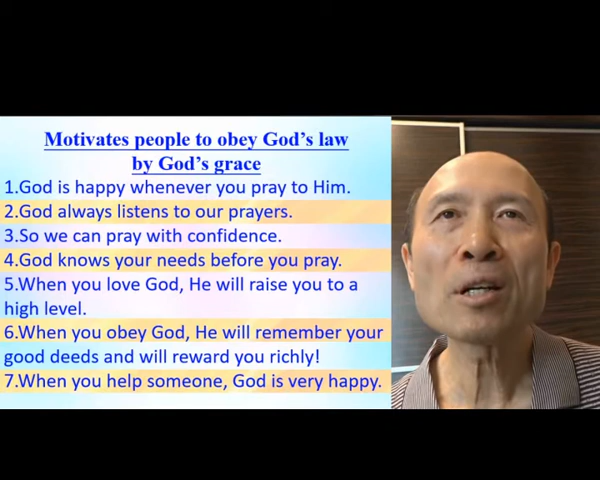 Motivates people to obey God's law
by God's grace
1.God is happy whenever you pray to Him.
2.God always listens to our prayers.
3.So we can pray with confidence.
4.God knows your needs before you pray.
5.When you love God, He will raise you to a
high level.
6.When you obey God, He will remember your
good deeds and will reward you richly!
7.When you help someone, God is very happy.